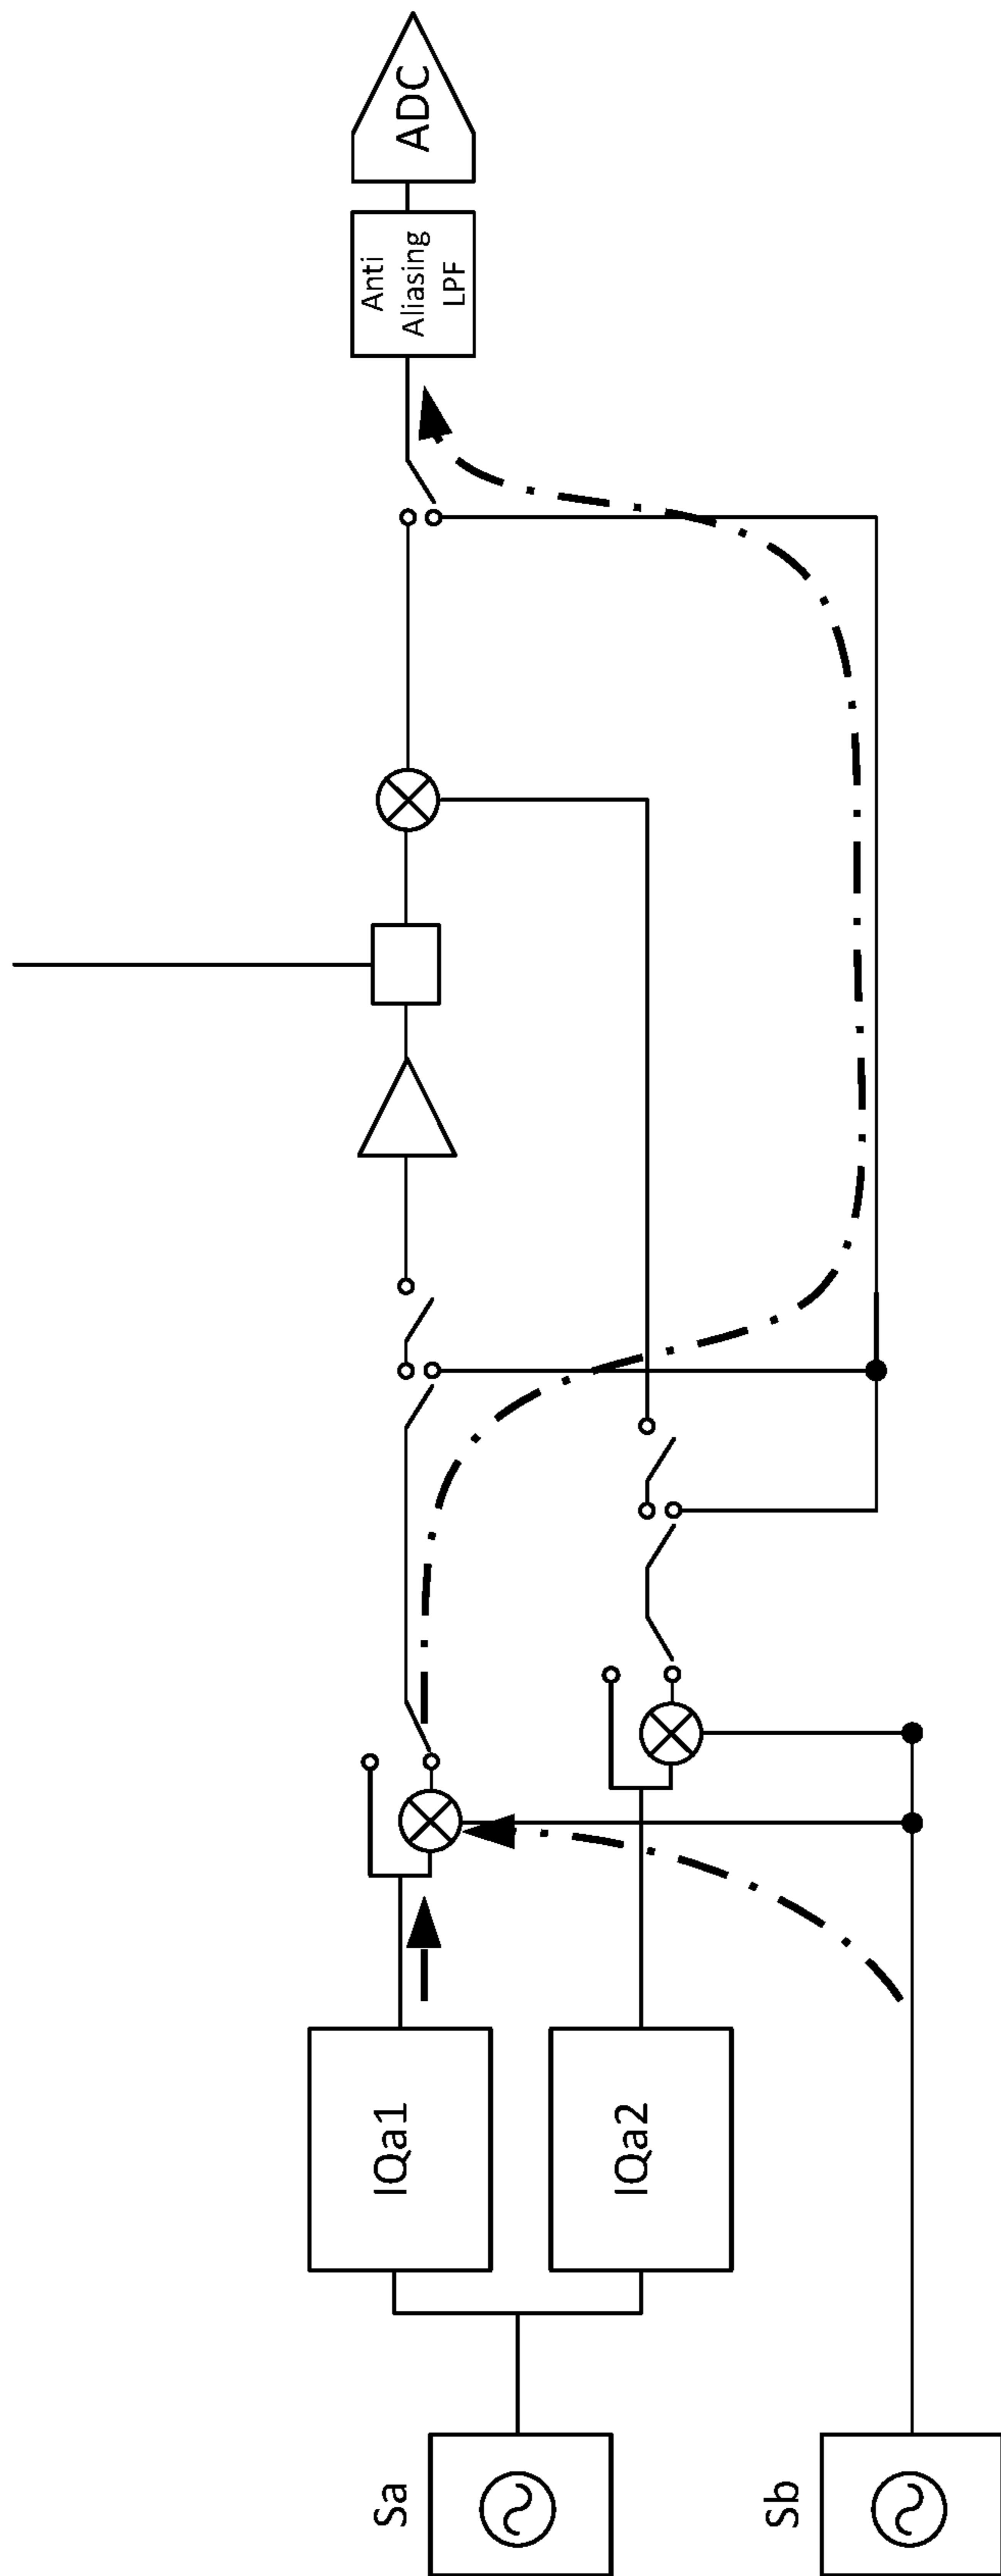 ADC
Anti
Aliasing
LPF
IQa1
IQa2
Sa
Sb